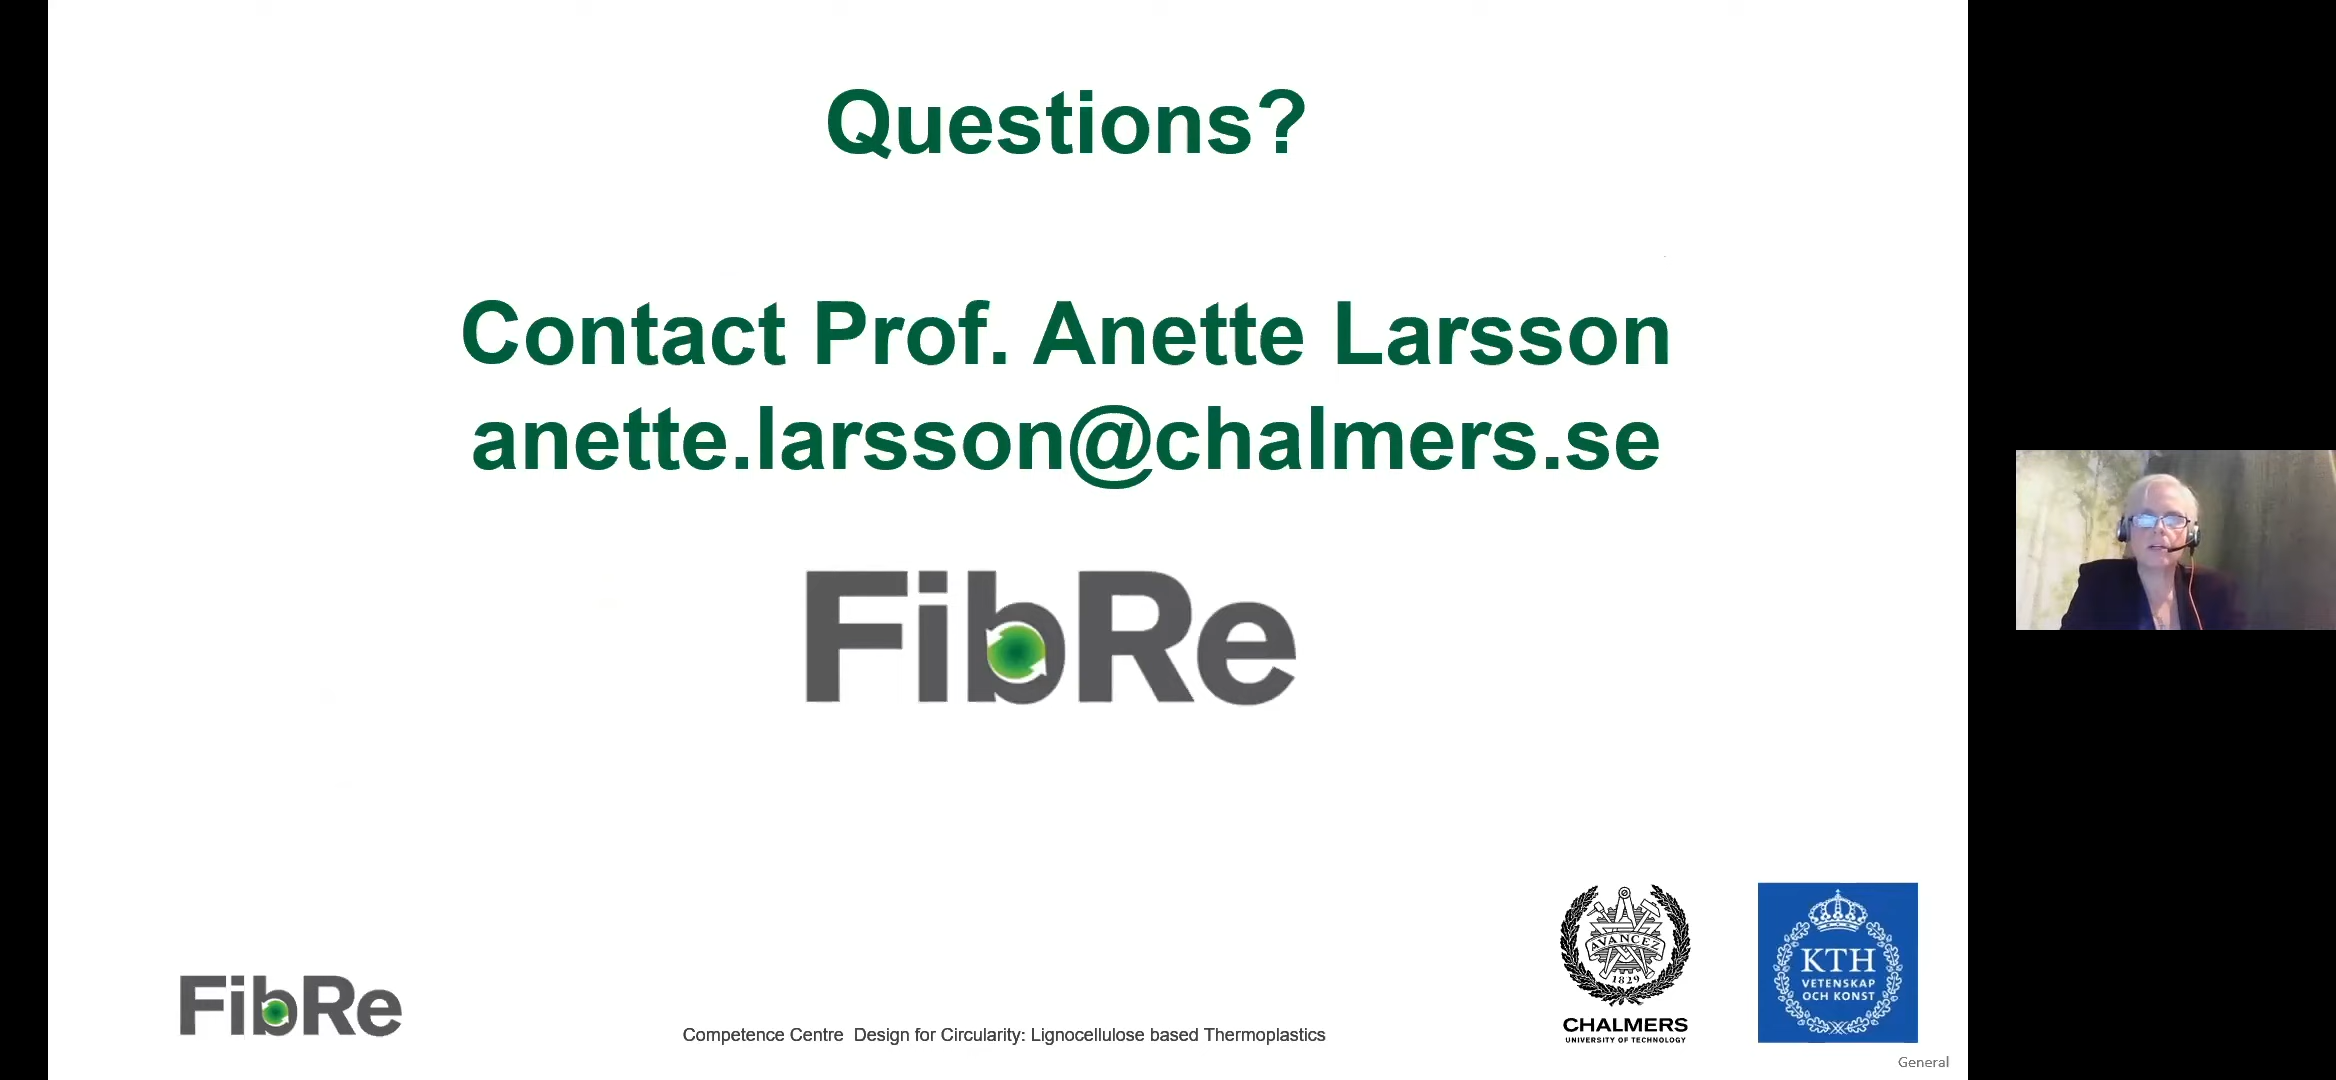 Questions?
Contact Prof. Anette Larsson
anette.larsson@chalmers.se
FibRe
FibRe
Competence Centre  Design for Circularity: Lignocellulose based Thermoplastics
AVANCEZ
1829
CHALMERS
UNIVERSITY OF TECHNOLOGY
KTH
VETENSKAP
OCH KONST
General